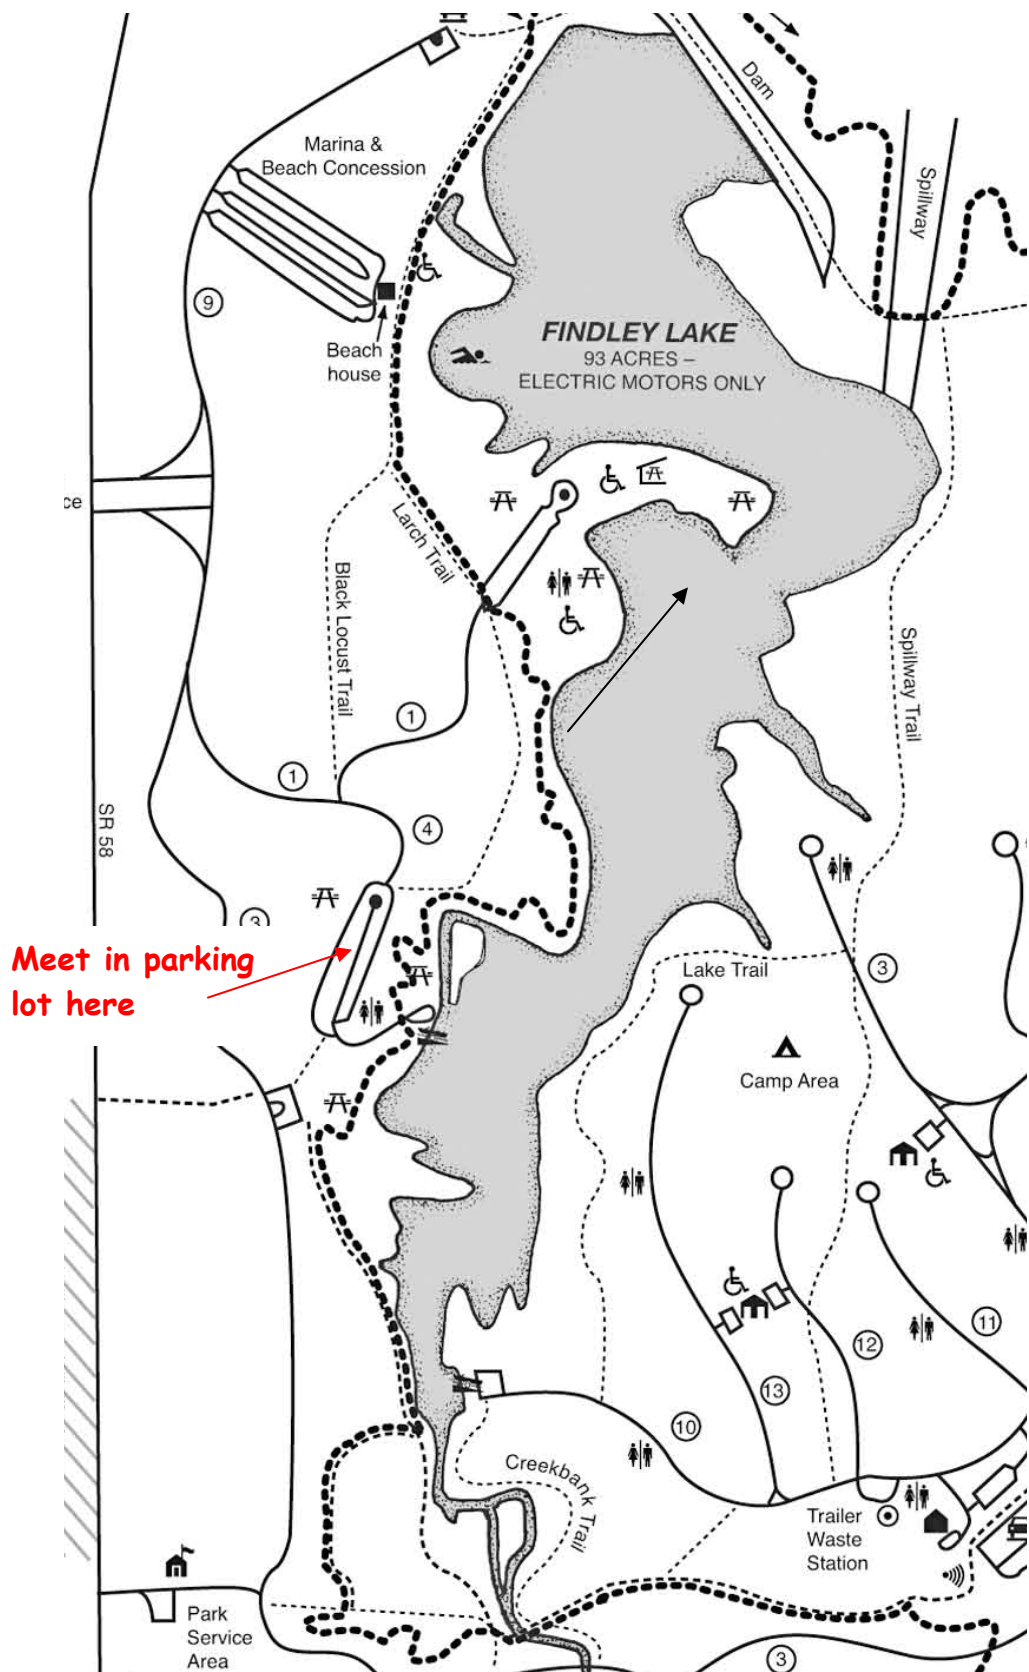 Dam
Marina &
Beach Concession
Spillway
9
Beach
house
FINDLEY LAKE
93 ACRES –
ELECTRIC MOTORS ONLY
ce
Larch Trail
Black Locust Trail
Spillway Trail
1
1
SR 58
4
3
Meet in parking
lot here
Lake Trail
3
Camp Area
11
12
13
10
Creekbank Trail
Trailer
Waste
Station
Park
Service
Area
3